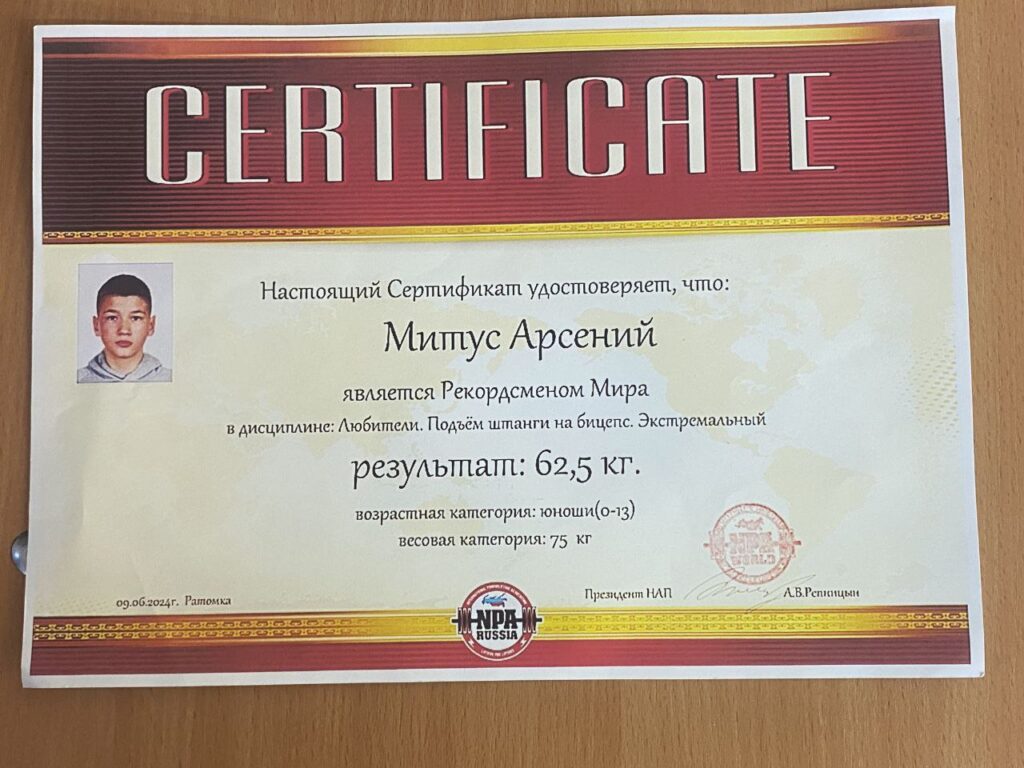 CERTIFICATE
Настоящий Сертификат удостоверяет, что:
Митус Арсений
является Рекордсменом Мира
в дисциплине: Любители. Подъём штанги на бицепс. Экстремальный
результат: 62,5 кг.
возрастная категория: юноши(0-13)
весовая категория: 75 кг
NPA
WORLD
09.06.2024г. Ратомка
Президент НАП
А.В.Репницын
NPA
RUSSIA